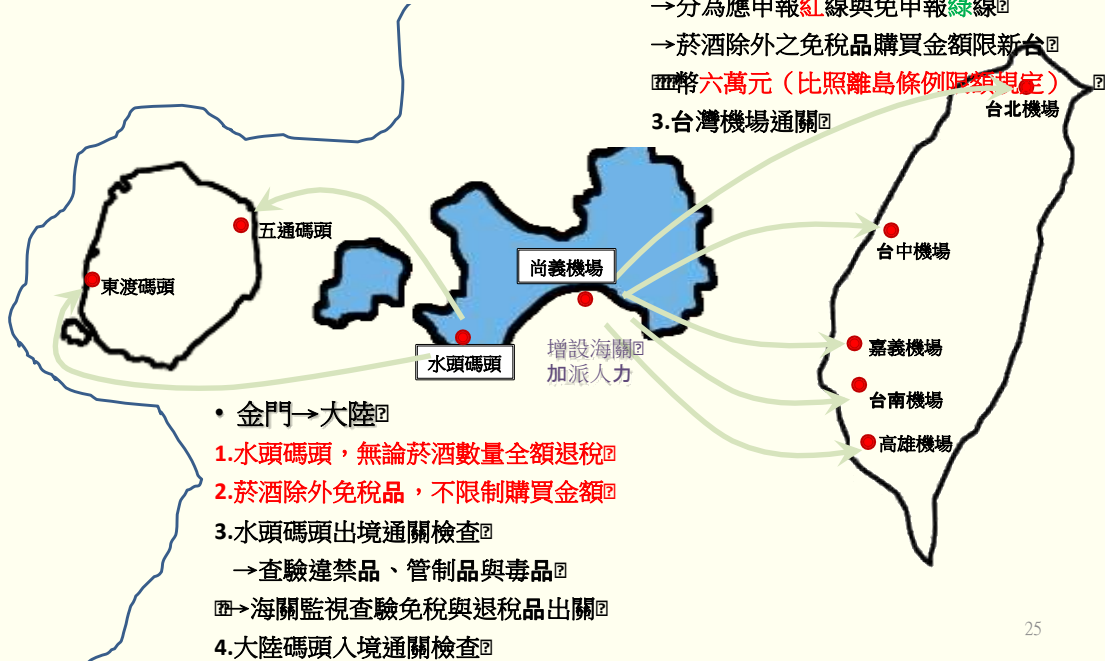 →分為應申報紅線與免申報綠線
→菸酒除外之免稅品購買金額限新台
幣六萬元（比照離島條例限額規定）
3.台灣機場通關
台北機場
五通碼頭
東渡碼頭
尚義機場
台中機場
水頭碼頭
增設海關
加派人力
嘉義機場
台南機場
高雄機場
• 金門→大陸
1.水頭碼頭，無論菸酒數量全額退稅
2.菸酒除外免稅品，不限制購買金額
3.水頭碼頭出境通關檢查
→查驗違禁品、管制品與毒品
→海關監視查驗免稅與退稅品出關
4.大陸碼頭入境通關檢查
25